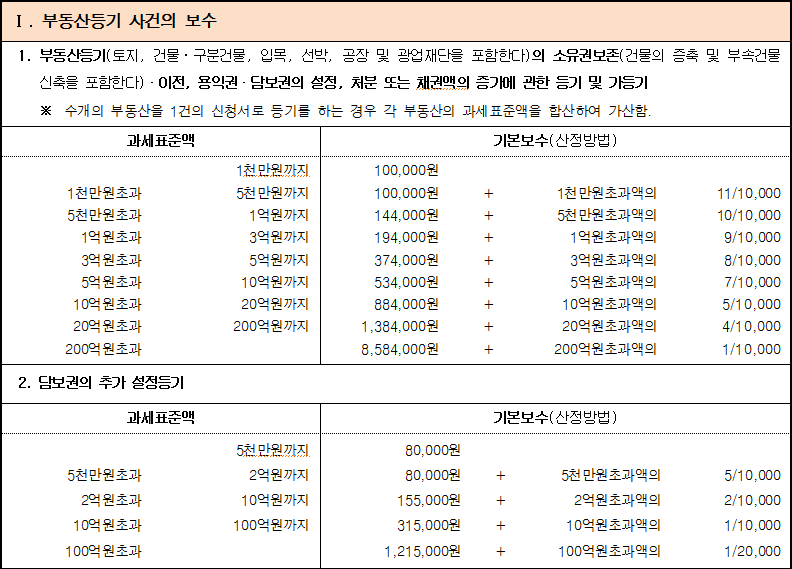 Ⅰ. 부동산등기 사건의 보수
1. 부동산등기(토지, 건물·구분건물, 입목, 선박, 공장 및 광업재단을 포함한다)의 소유권보존(건물의 증축 및 부속건물
신축을 포함한다)·이전, 용익권·담보권의 설정, 처분 또는 채권액의 증가에 관한 등기 및 가등기
※ 수개의 부동산을 1건의 신청서로 등기를 하는 경우 각 부동산의 과세표준액을 합산하여 가산함.
과세표준액 기본보수(산정방법)
1천만원까지 100,000원
1천만원초과 5천만원까지 100,000원 + 1천만원초과액의 11/10,000
5천만원초과 1억원까지 144,000원 + 5천만원초과액의 10/10,000
1억원초과 3억원까지 194,000원 + 1억원초과액의 9/10,000
3억원초과 5억원까지 374,000원 + 3억원초과액의 8/10,000
5억원초과 10억원까지 534,000원 + 5억원초과액의 7/10,000
10억원초과 20억원까지 884,000원 + 10억원초과액의 5/10,000
20억원초과 200억원까지 1,384,000원 + 20억원초과액의 4/10,000
200억원초과 8,584,000원 + 200억원초과액의 1/10,000
2. 담보권의 추가 설정등기
과세표준액 기본보수(산정방법)
5천만원까지 80,000원
5천만원초과 2억원까지 80,000원 + 5천만원초과액의 5/10,000
2억원초과 10억원까지 155,000원 + 2억원초과액의 2/10,000
10억원초과 100억원까지 315,000원 + 10억원초과액의 1/10,000
100억원초과 1,215,000원 + 100억원초과액의 1/20,000